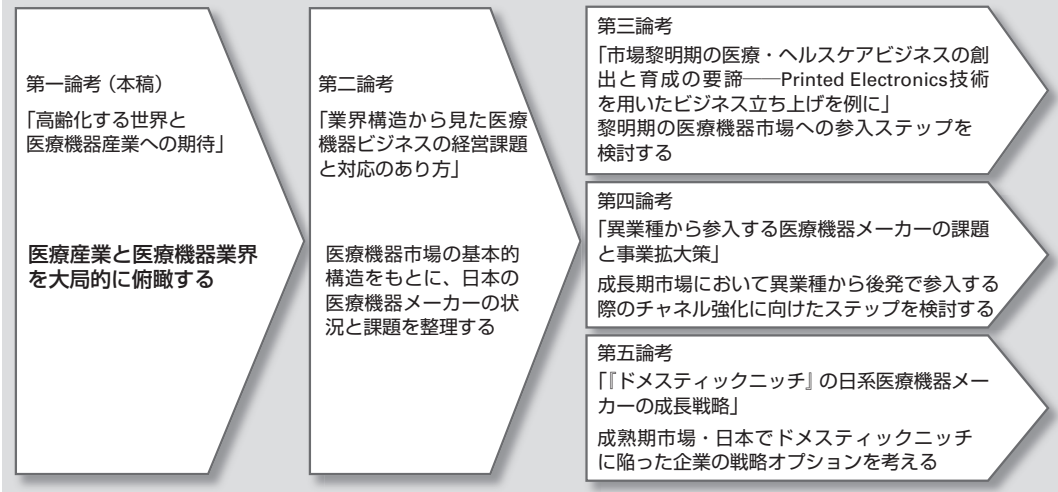 第一論考（本稿）
「高齢化する世界と
医療機器産業への期待」
医療産業と医療機器業界
を大局的に俯瞰する
第二論考
「業界構造から見た医療
機器ビジネスの経営課題
と対応のあり方」
医療機器市場の基本的
構造をもとに、日本の
医療機器メーカーの状
況と課題を整理する
第三論考
「市場黎明期の医療・ヘルスケアビジネスの創
出と育成の要諦──Printed Electronics技術
を用いたビジネス立ち上げを例に」
黎明期の医療機器市場への参入ステップを
検討する
第四論考
「異業種から参入する医療機器メーカーの課題
と事業拡大策」
成長期市場において異業種から後発で参入する
際のチャネル強化に向けたステップを検討する
第五論考
「『ドメスティックニッチ』の日系医療機器メー
カーの成長戦略」
成熟期市場・日本でドメスティックニッチ
に陥った企業の戦略オプションを考える